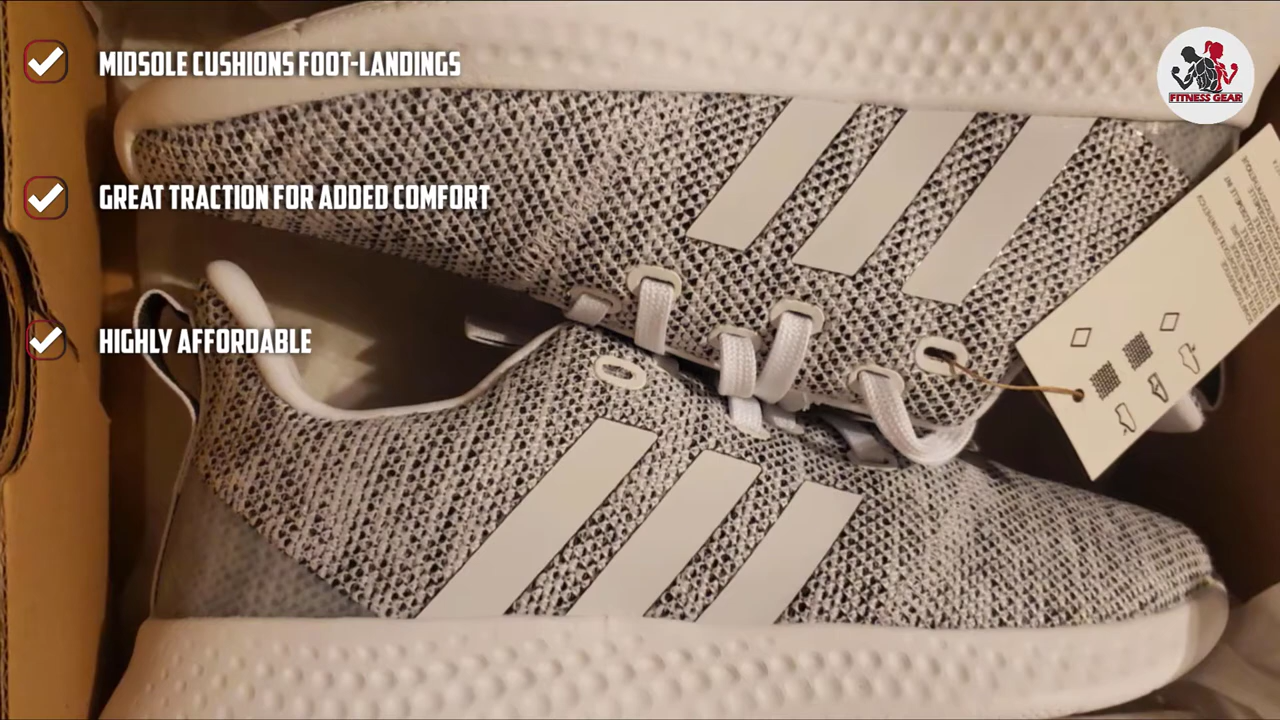 MIDSOLE CUSHIONS FOOT-LANDINGS
FITNESS GEAR
GREAT TRACTION FOR ADDED COMFORT
HIGHLY AFFORDABLE